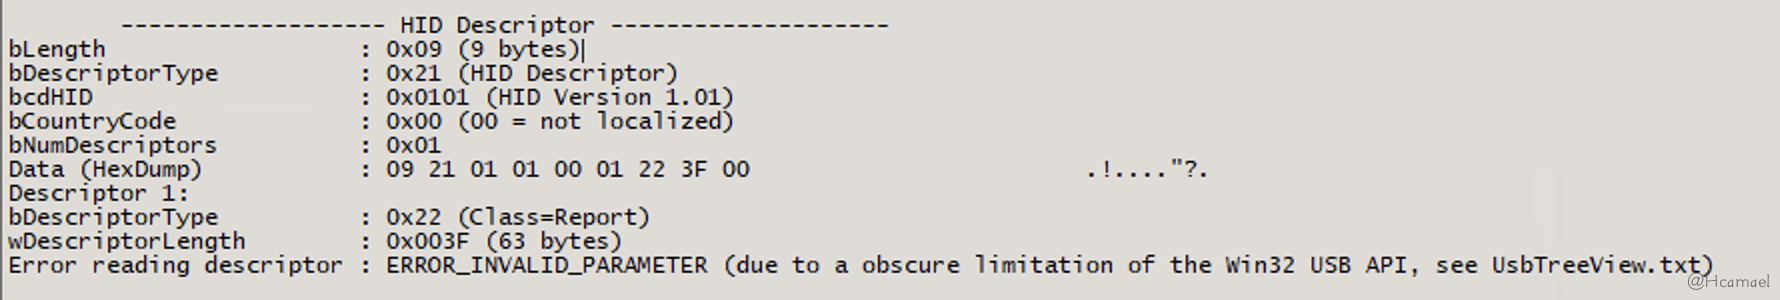 ------------------- HID Descriptor --------------------
bLength                  : 0x09 (9 bytes)
bDescriptorType          : 0x21 (HID Descriptor)
bcdHID                   : 0x0101 (HID Version 1.01)
bCountryCode             : 0x00 (00 = not localized)
bNumDescriptors          : 0x01
Data (HexDump)           : 09 21 01 01 00 01 22 3F 00                        .!...."?.
Descriptor 1:
bDescriptorType          : 0x22 (Class=Report)
wDescriptorLength        : 0x003F (63 bytes)
Error reading descriptor : ERROR_INVALID_PARAMETER (due to a obscure limitation of the Win32 USB API, see UsbTreeView.txt)
@Hcamael